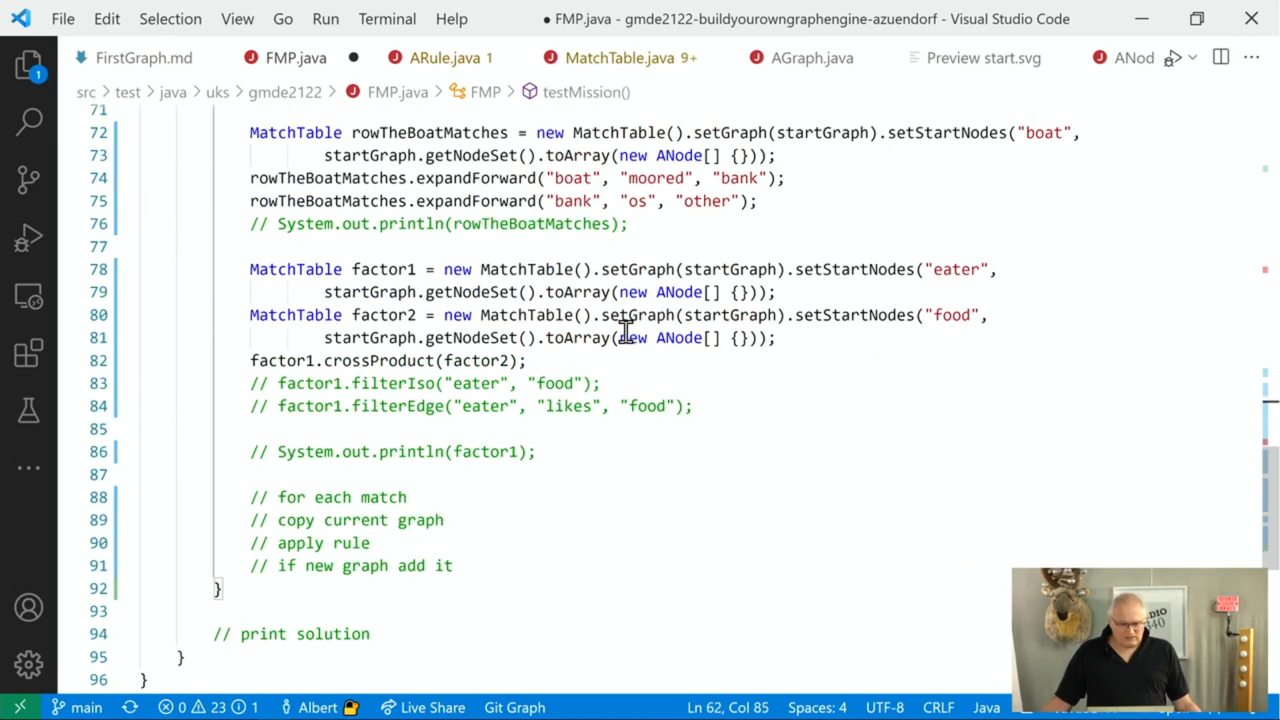 File Edit Selection View Go Run Terminal Help ● FMP.java - gmde2122-buildyourowngraphengine-azuendorf - Visual Studio Code
FirstGraph.md FMP.java ARule.java 1 MatchTable.java 9+ AGraph.java Preview start.svg ANod
src > test > java > uks > gmde2122 > FMP.java > FMP > testMission()
71
72 MatchTable rowTheBoatMatches = new MatchTable().setGraph(startGraph).setStartNodes("boat",
73 startGraph.getNodeSet().toArray(new ANode[] {}));
74 rowTheBoatMatches.expandForward("boat", "moored", "bank");
75 rowTheBoatMatches.expandForward("bank", "os", "other");
76 // System.out.println(rowTheBoatMatches);
77
78 MatchTable factor1 = new MatchTable().setGraph(startGraph).setStartNodes("eater",
79 startGraph.getNodeSet().toArray(new ANode[] {}));
80 MatchTable factor2 = new MatchTable().setGraph(startGraph).setStartNodes("food",
81 startGraph.getNodeSet().toArray(new ANode[] {}));
82 factor1.crossProduct(factor2);
83 // factor1.filterIso("eater", "food");
84 // factor1.filterEdge("eater", "likes", "food");
85
86 // System.out.println(factor1);
87
88 // for each match
89 // copy current graph
90 // apply rule
91 // if new graph add it
92 }
93
94 // print solution
95 }
96 }
1
main 0 23 1 Albert Live Share Git Graph Ln 62, Col 85 Spaces: 4 UTF-8 CRLF Java